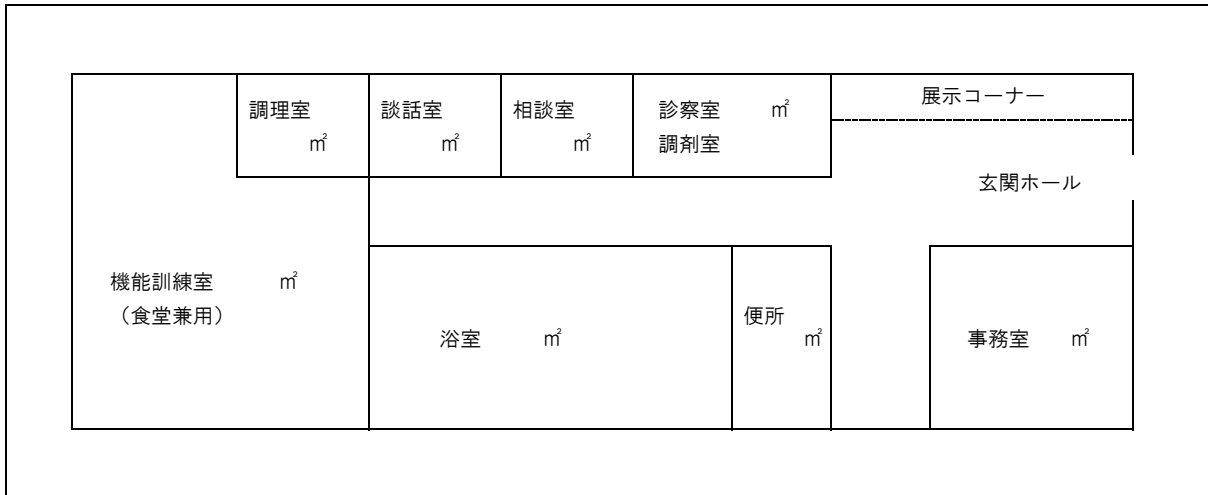 調理室
㎡
談話室
㎡
相談室
㎡
診察室 ㎡
調剤室
展示コーナー
玄関ホール
機能訓練室 ㎡
（食堂兼用）
浴室 ㎡
便所
㎡
事務室 ㎡